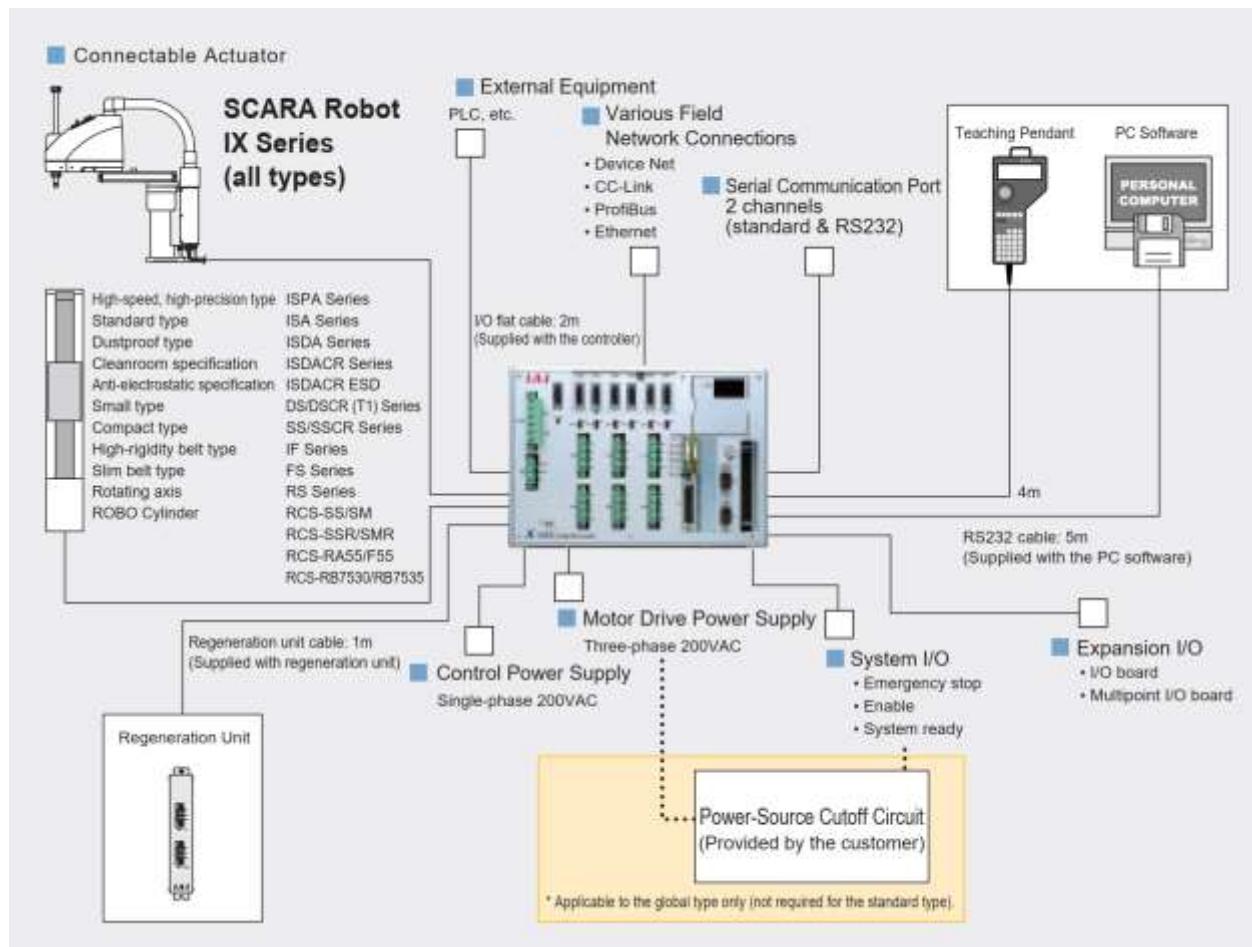 Connectable Actuator
SCARA Robot
IX Series
(all types)
External Equipment
PLC, etc.
Various Field
Network Connections
• Device Net
• CC-Link
• ProfiBus
• Ethernet
Serial Communication Port
2 channels
(standard & RS232)
Teaching Pendant
PC Software
PERSONAL
COMPUTER
High-speed, high-precision type ISPA Series
Standard type ISA Series
Dustproof type ISDA Series
Cleanroom specification ISDACR Series
Anti-electrostatic specification ISDACR ESD
Small type DS/DSCR (T1) Series
Compact type SS/SSCR Series
High-rigidity belt type IF Series
Slim belt type FS Series
Rotating axis RS Series
ROBO Cylinder RCS-SS/SM
RCS-SSR/SMR
RCS-RA55/F55
RCS-RB7530/RB7535
I/O flat cable: 2m
(Supplied with the controller)
IAI
4m
RS232 cable: 5m
(Supplied with the PC software)
Regeneration unit cable: 1m
(Supplied with regeneration unit)
Control Power Supply
Single-phase 200VAC
Motor Drive Power Supply
Three-phase 200VAC
System I/O
• Emergency stop
• Enable
• System ready
Expansion I/O
• I/O board
• Multipoint I/O board
Regeneration Unit
Power-Source Cutoff Circuit
(Provided by the customer)
* Applicable to the global type only (not required for the standard type).